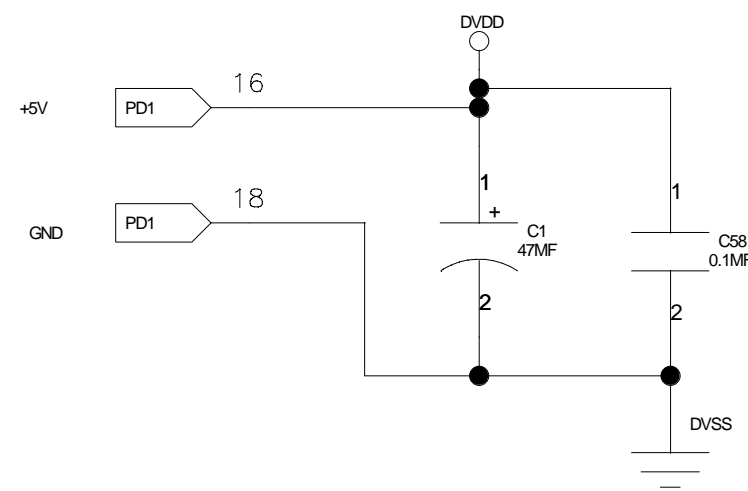 DVDD
+5V PD1 16
1 1
+
GND PD1 18
C1
47MF
C58
0.1MF
2 2
DVSS